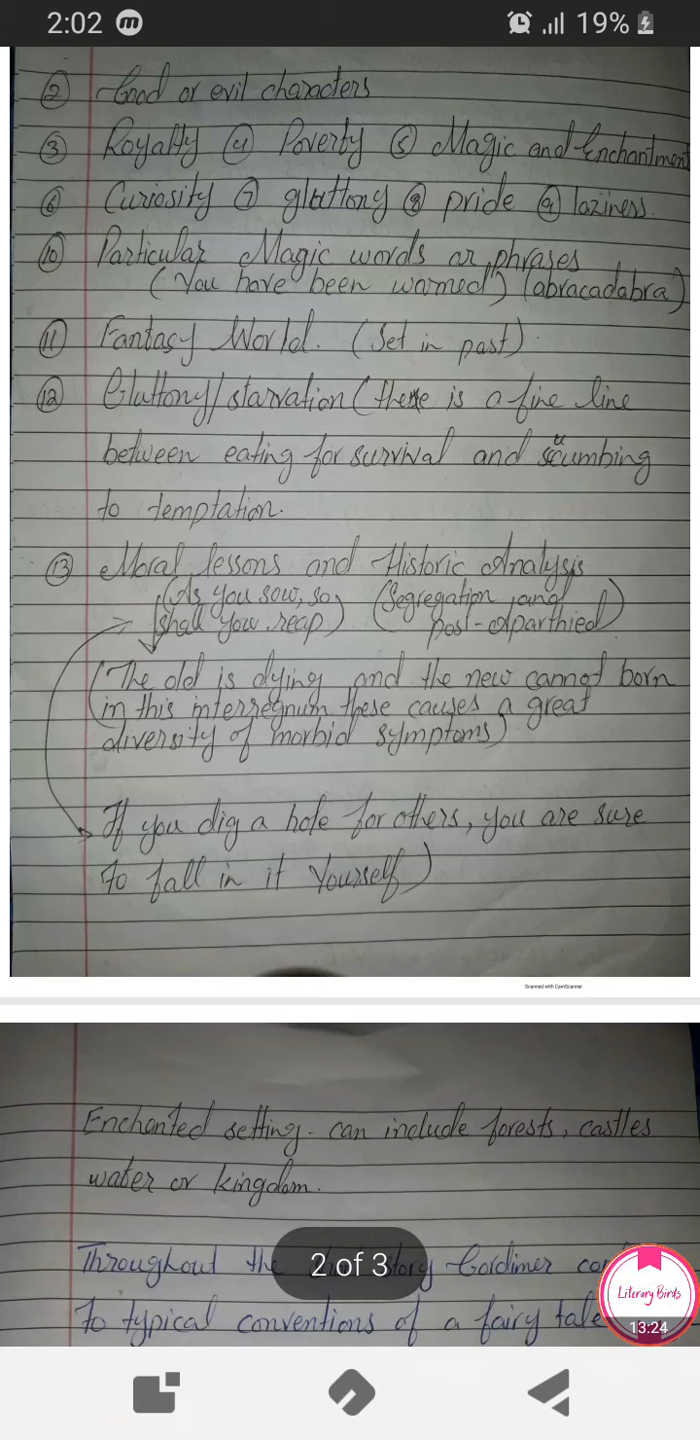 2:02 m 19%
② Good or evil characters
③ Royalty ④ Poverty ⑤ Magic and Enchantment
⑥ Curiosity ⑦ gluttony ⑧ pride ⑨ laziness
⑩ Particular Magic words or phrases
(You have been warned) (abracadabra)
⑪ Fantasy World. (Set in past)
⑫ Gluttony/starvation (there is a fine line
between eating for survival and scumbing
to temptation.
⑬ Moral lessons and Historic Analysis
(As you sow, so (Segregation and
shall you reap) post-Aparthied)
(The old is dying and the new cannot born
in this interregnum these causes a great
diversity of morbid symptoms)
If you dig a hole for others, you are sure
to fall in it Yourself)
Scanned with CamScanner
Enchanted setting - can include forests, castles
water or kingdom.
Throughout the story Gordimer
2 of 3
To typical conventions of a fairy tale
Literary Birds
13:24